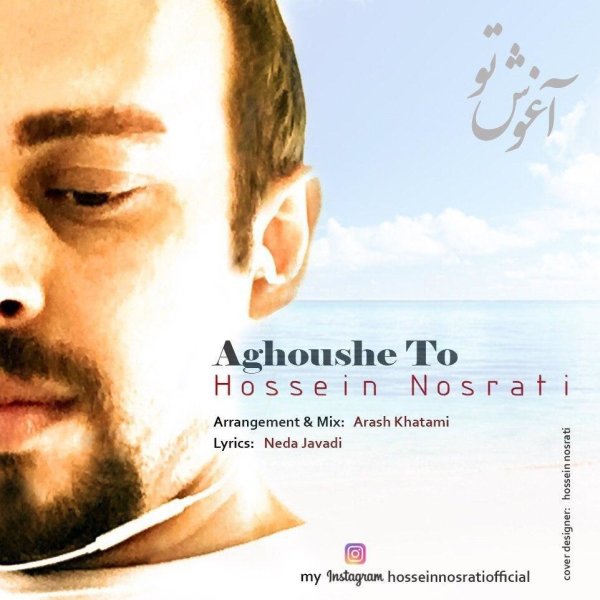 آغوش تو
Aghoushe To
Hossein Nosrati
Arrangement & Mix: Arash Khatami
Lyrics: Neda Javadi
cover designer: hossein nosrati
my Instagram hosseinnosratiofficial